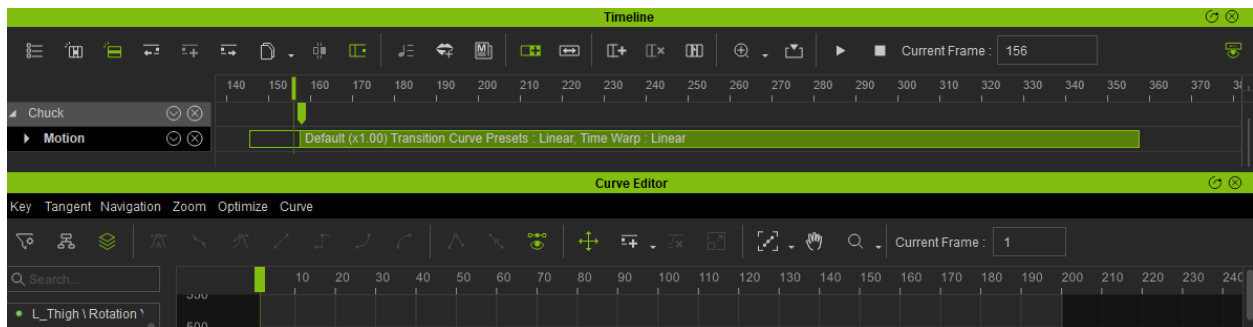 Timeline
Current Frame : 156
140 150 160 170 180 190 200 210 220 230 240 250 260 270 280 290 300 310 320 330 340 350 360 370
Chuck
Motion Default (x1.00) Transition Curve Presets : Linear, Time Warp : Linear
Curve Editor
Key Tangent Navigation Zoom Optimize Curve
Current Frame : 1
Search...
10 20 30 40 50 60 70 80 90 100 110 120 130 140 150 160 170 180 190 200 210 220 230 240
L_Thigh \ Rotation